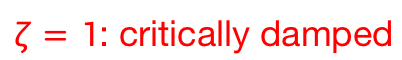 ζ = 1: critically damped